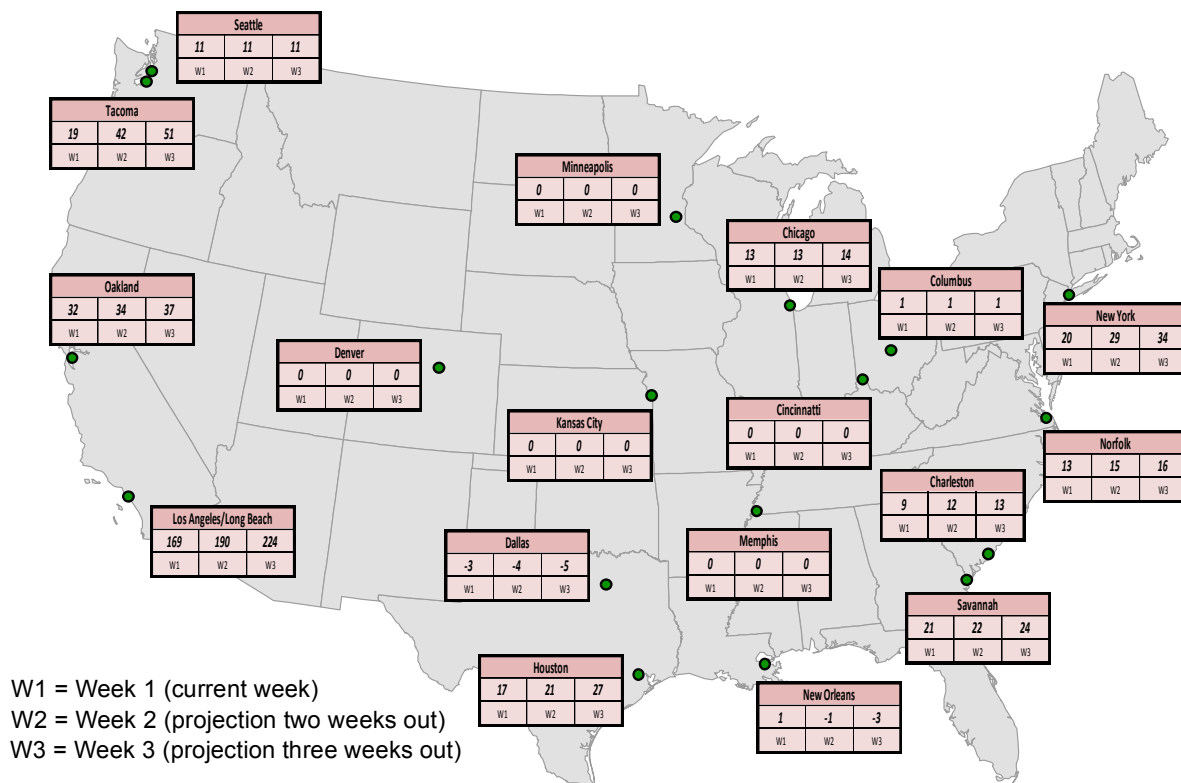 Seattle
11 11 11
W1 W2 W3
Tacoma
19 42 51
W1 W2 W3
Minneapolis
0 0 0
W1 W2 W3
Chicago
13 13 14
W1 W2 W3
Columbus
1 1 1
W1 W2 W3
Oakland
32 34 37
W1 W2 W3
New York
20 29 34
W1 W2 W3
Denver
0 0 0
W1 W2 W3
Kansas City
0 0 0
W1 W2 W3
Cincinnatti
0 0 0
W1 W2 W3
Norfolk
13 15 16
W1 W2 W3
Charleston
9 12 13
W1 W2 W3
Los Angeles/Long Beach
169 190 224
W1 W2 W3
Dallas
-3 -4 -5
W1 W2 W3
Memphis
0 0 0
W1 W2 W3
Savannah
21 22 24
W1 W2 W3
Houston
17 21 27
W1 W2 W3
New Orleans
1 -1 -3
W1 W2 W3
W1 = Week 1 (current week)
W2 = Week 2 (projection two weeks out)
W3 = Week 3 (projection three weeks out)